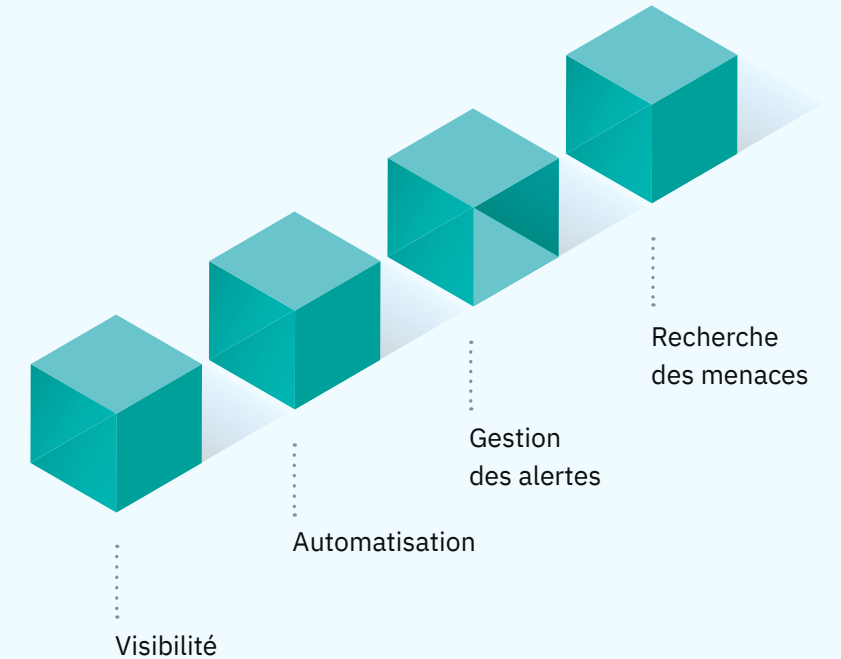 Recherche
des menaces
Gestion
des alertes
Automatisation
Visibilité